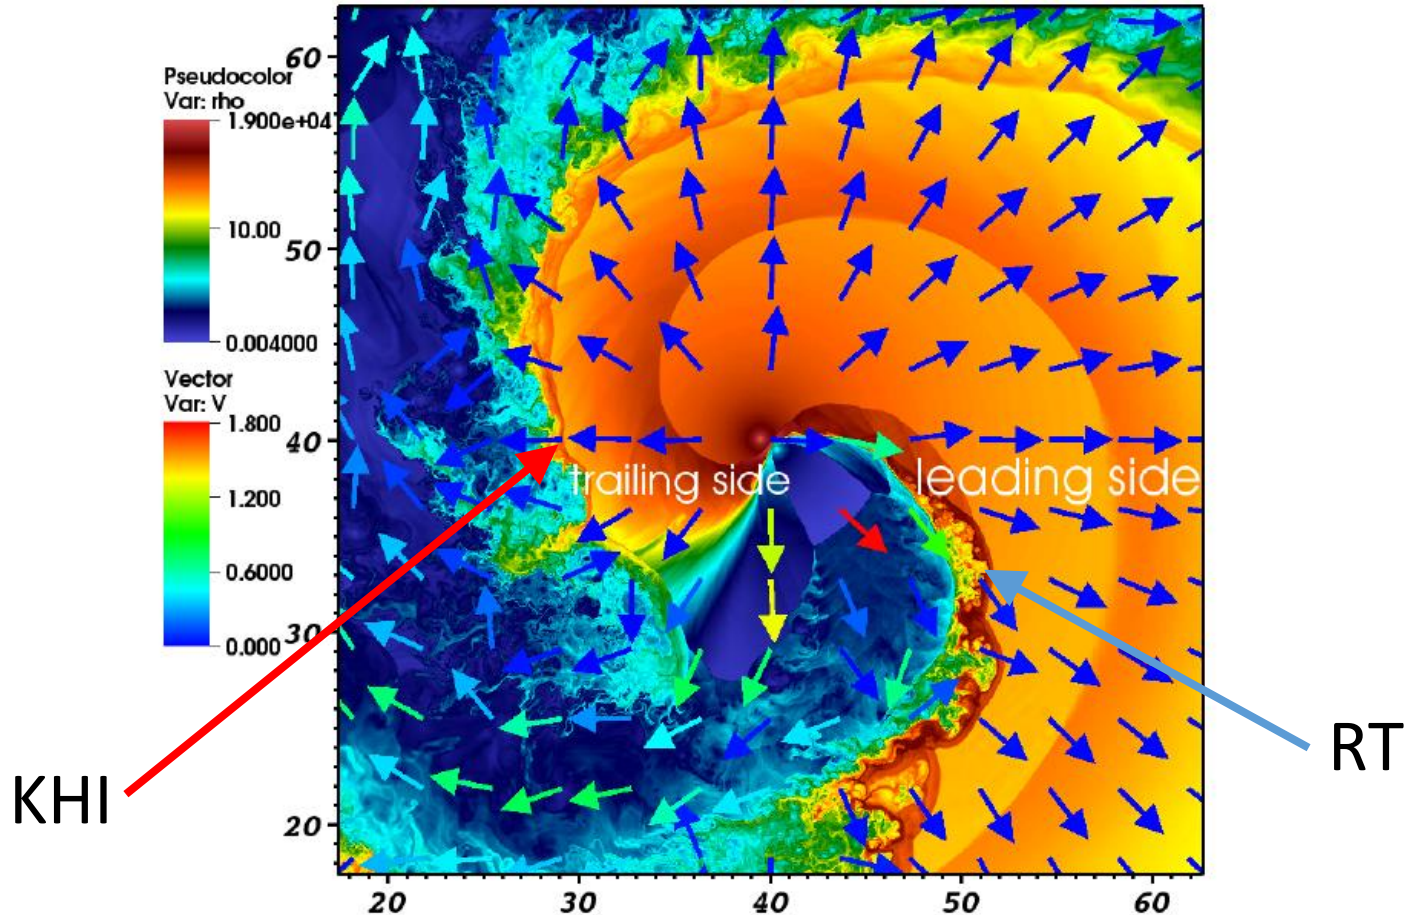 Pseudocolor
Var: rho
1.900e+04
10.00
0.004000
Vector
Var: V
1.800
1.200
0.6000
0.000
60
50
40
30
20
trailing side
leading side
KHI
RT
20 30 40 50 60